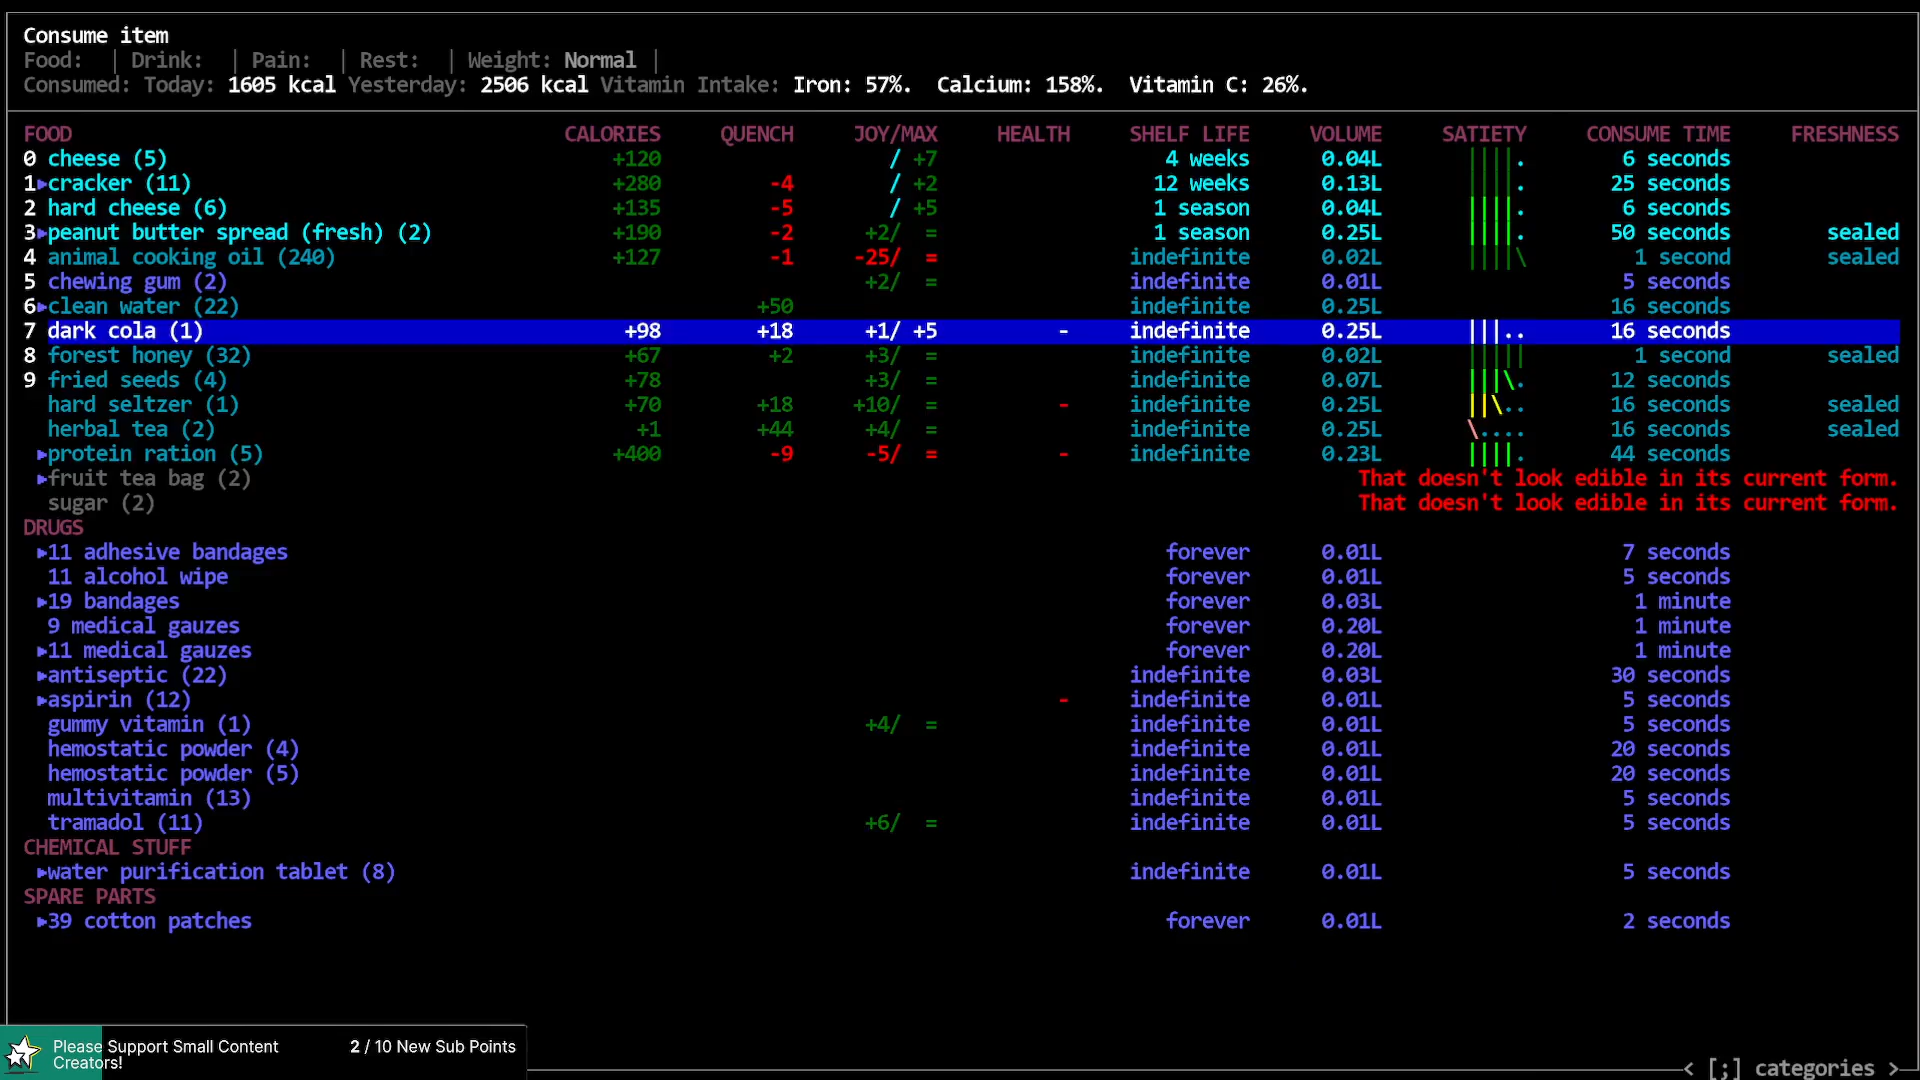 Consume item
Food: | Drink: | Pain: | Rest: | Weight: Normal |
Consumed: Today: 1605 kcal Yesterday: 2506 kcal Vitamin Intake: Iron: 57%. Calcium: 158%. Vitamin C: 26%.
FOOD CALORIES QUENCH JOY/MAX HEALTH SHELF LIFE VOLUME SATIETY CONSUME TIME FRESHNESS
0 cheese (5) +120 / +7 4 weeks 0.04L ||||. 6 seconds
1▸cracker (11) +280 -4 / +2 12 weeks 0.13L ||||. 25 seconds
2 hard cheese (6) +135 -5 / +5 1 season 0.04L ||||. 6 seconds
3▸peanut butter spread (fresh) (2) +190 -2 +2/ = 1 season 0.25L ||||. 50 seconds sealed
4 animal cooking oil (240) +127 -1 -25/ = indefinite 0.02L ||||\ 1 second sealed
5 chewing gum (2) +2/ = indefinite 0.01L 5 seconds
6▸clean water (22) +50 indefinite 0.25L 16 seconds
7 dark cola (1) +98 +18 +1/ +5 - indefinite 0.25L |||.. 16 seconds
8 forest honey (32) +67 +2 +3/ = indefinite 0.02L ||||| 1 second sealed
9 fried seeds (4) +78 +3/ = indefinite 0.07L |||\. 12 seconds
hard seltzer (1) +70 +18 +10/ = - indefinite 0.25L ||\.. 16 seconds sealed
herbal tea (2) +1 +44 +4/ = indefinite 0.25L \.... 16 seconds sealed
▸protein ration (5) +400 -9 -5/ = - indefinite 0.23L ||||. 44 seconds
▸fruit tea bag (2) That doesn't look edible in its current form.
sugar (2) That doesn't look edible in its current form.
DRUGS
▸11 adhesive bandages forever 0.01L 7 seconds
11 alcohol wipe forever 0.01L 5 seconds
▸19 bandages forever 0.03L 1 minute
9 medical gauzes forever 0.20L 1 minute
▸11 medical gauzes forever 0.20L 1 minute
▸antiseptic (22) indefinite 0.03L 30 seconds
▸aspirin (12) - indefinite 0.01L 5 seconds
gummy vitamin (1) +4/ = indefinite 0.01L 5 seconds
hemostatic powder (4) indefinite 0.01L 20 seconds
hemostatic powder (5) indefinite 0.01L 20 seconds
multivitamin (13) indefinite 0.01L 5 seconds
tramadol (11) +6/ = indefinite 0.01L 5 seconds
CHEMICAL STUFF
▸water purification tablet (8) indefinite 0.01L 5 seconds
SPARE PARTS
▸39 cotton patches forever 0.01L 2 seconds
Please Support Small Content Creators! 2 / 10 New Sub Points
< [;] categories >